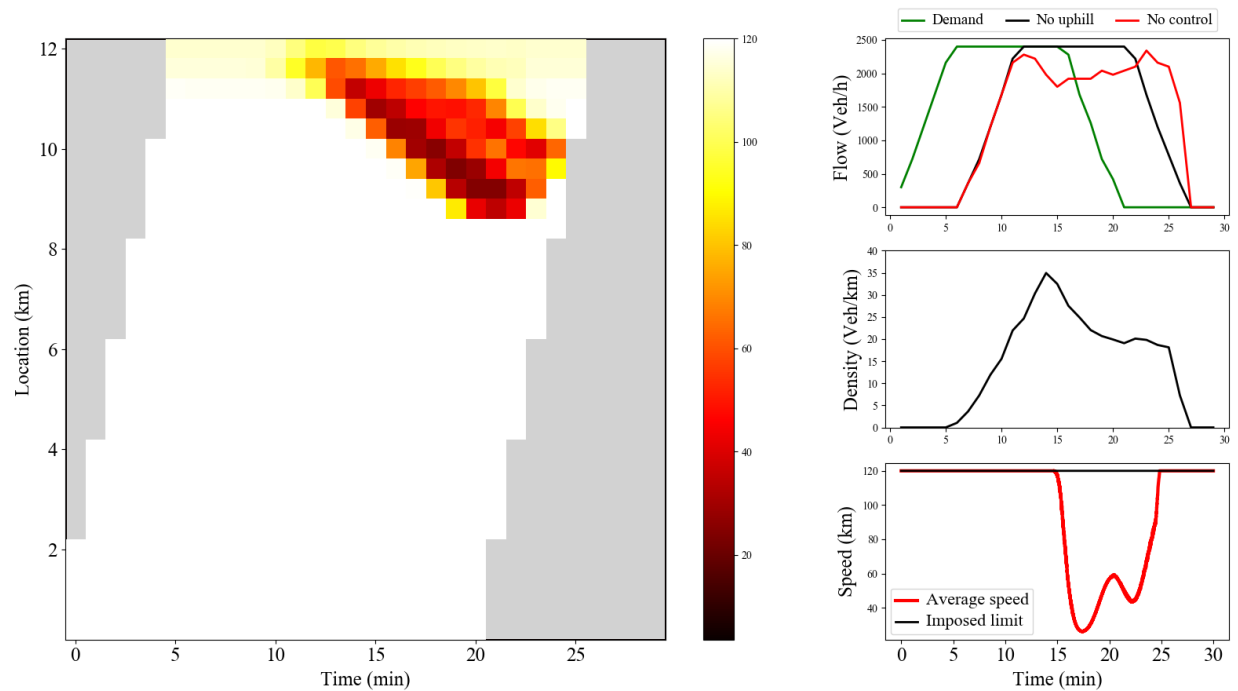 12
10
8
6
4
2
Location (km)
0 5 10 15 20 25
Time (min)
120
100
80
60
40
20
Demand No uphill No control
2500
2000
1500
1000
500
0
Flow (Veh/h)
0 5 10 15 20 25 30
40
35
30
25
20
15
10
5
0
Density (Veh/km)
0 5 10 15 20 25 30
120
100
80
60
40
Speed (km)
Average speed
Imposed limit
0 5 10 15 20 25 30
Time (min)